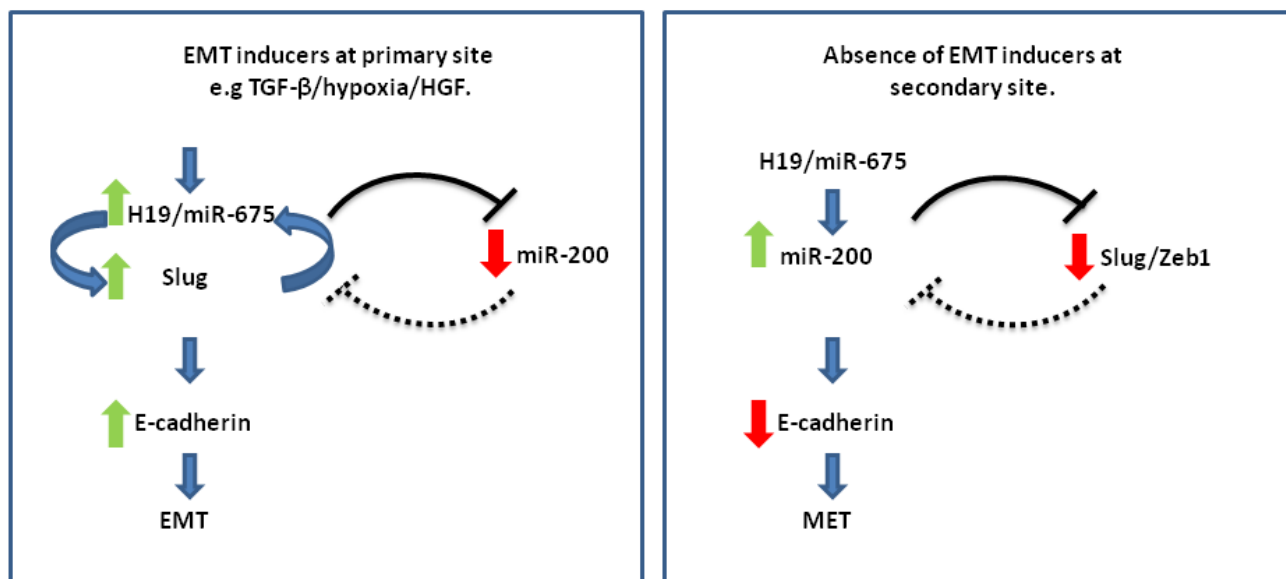 EMT inducers at primary site
e.g TGF-β/hypoxia/HGF.
H19/miR-675
Slug
miR-200
E-cadherin
EMT
Absence of EMT inducers at
secondary site.
H19/miR-675
miR-200
Slug/Zeb1
E-cadherin
MET